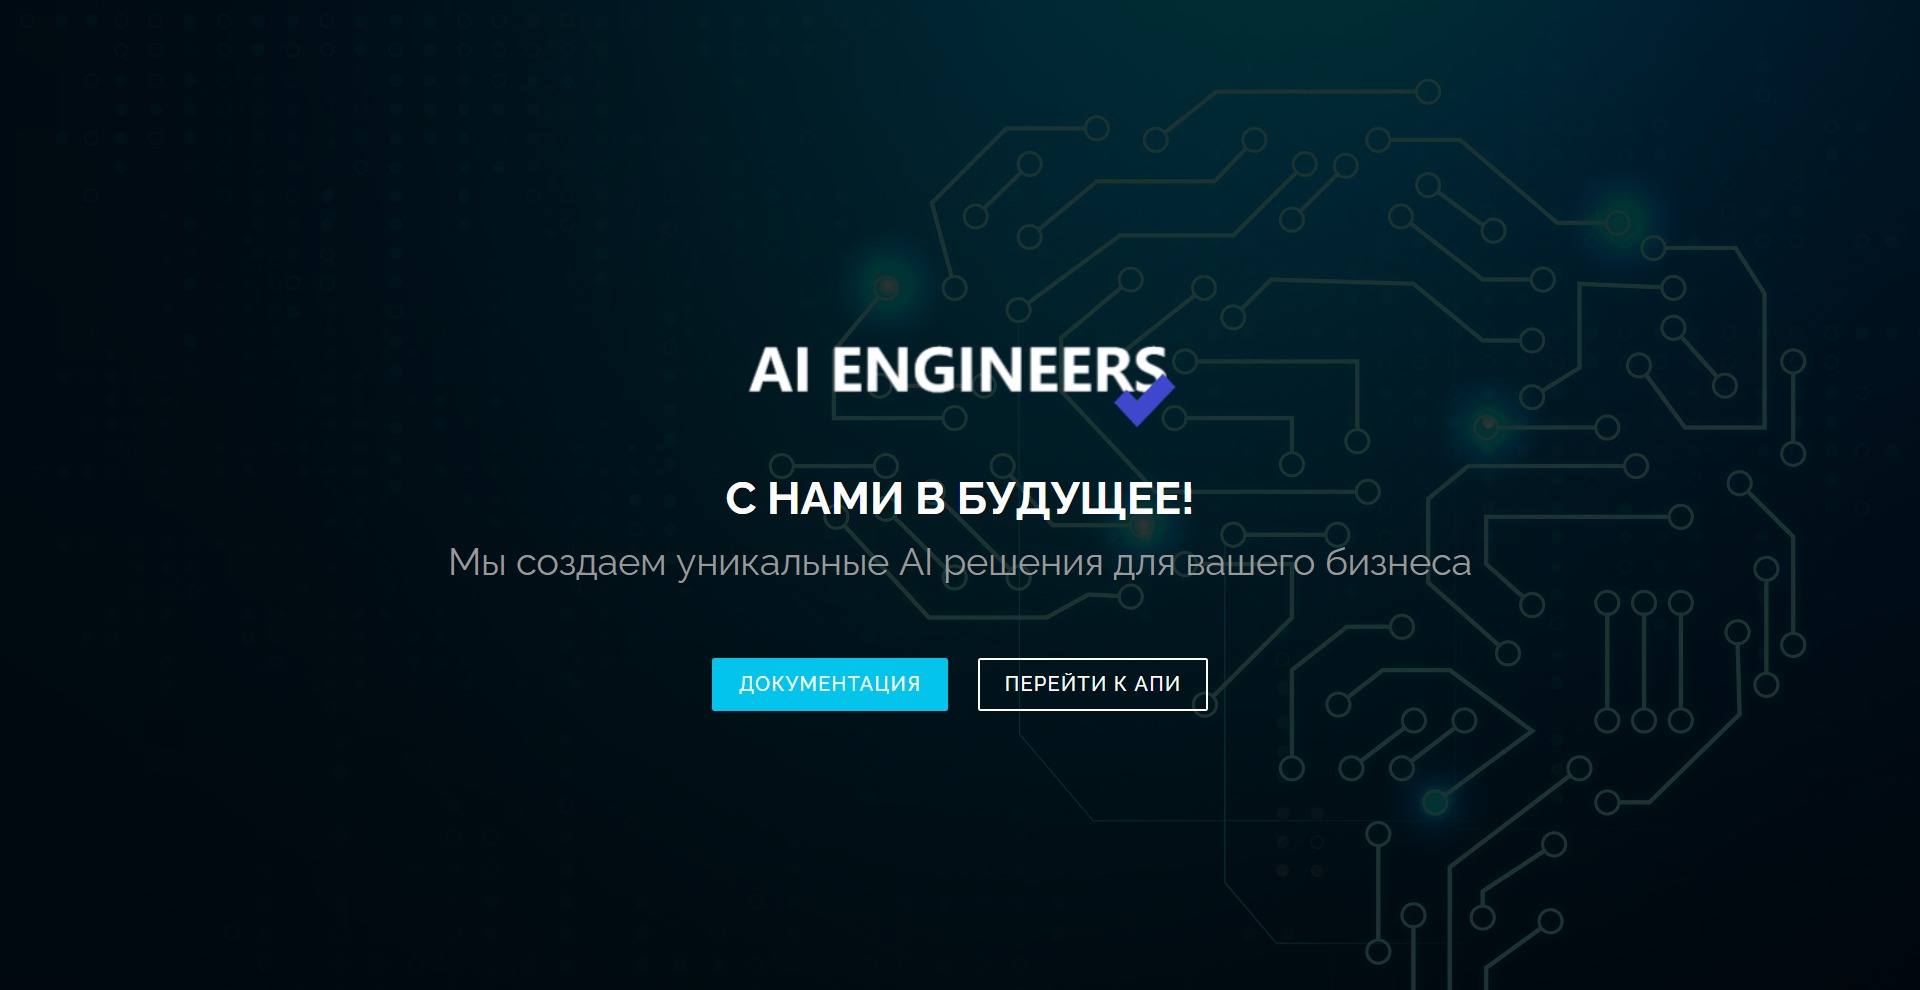 AI ENGINEERS
С НАМИ В БУДУЩЕЕ!
Мы создаем уникальные AI решения для вашего бизнеса
ДОКУМЕНТАЦИЯ
ПЕРЕЙТИ К АПИ